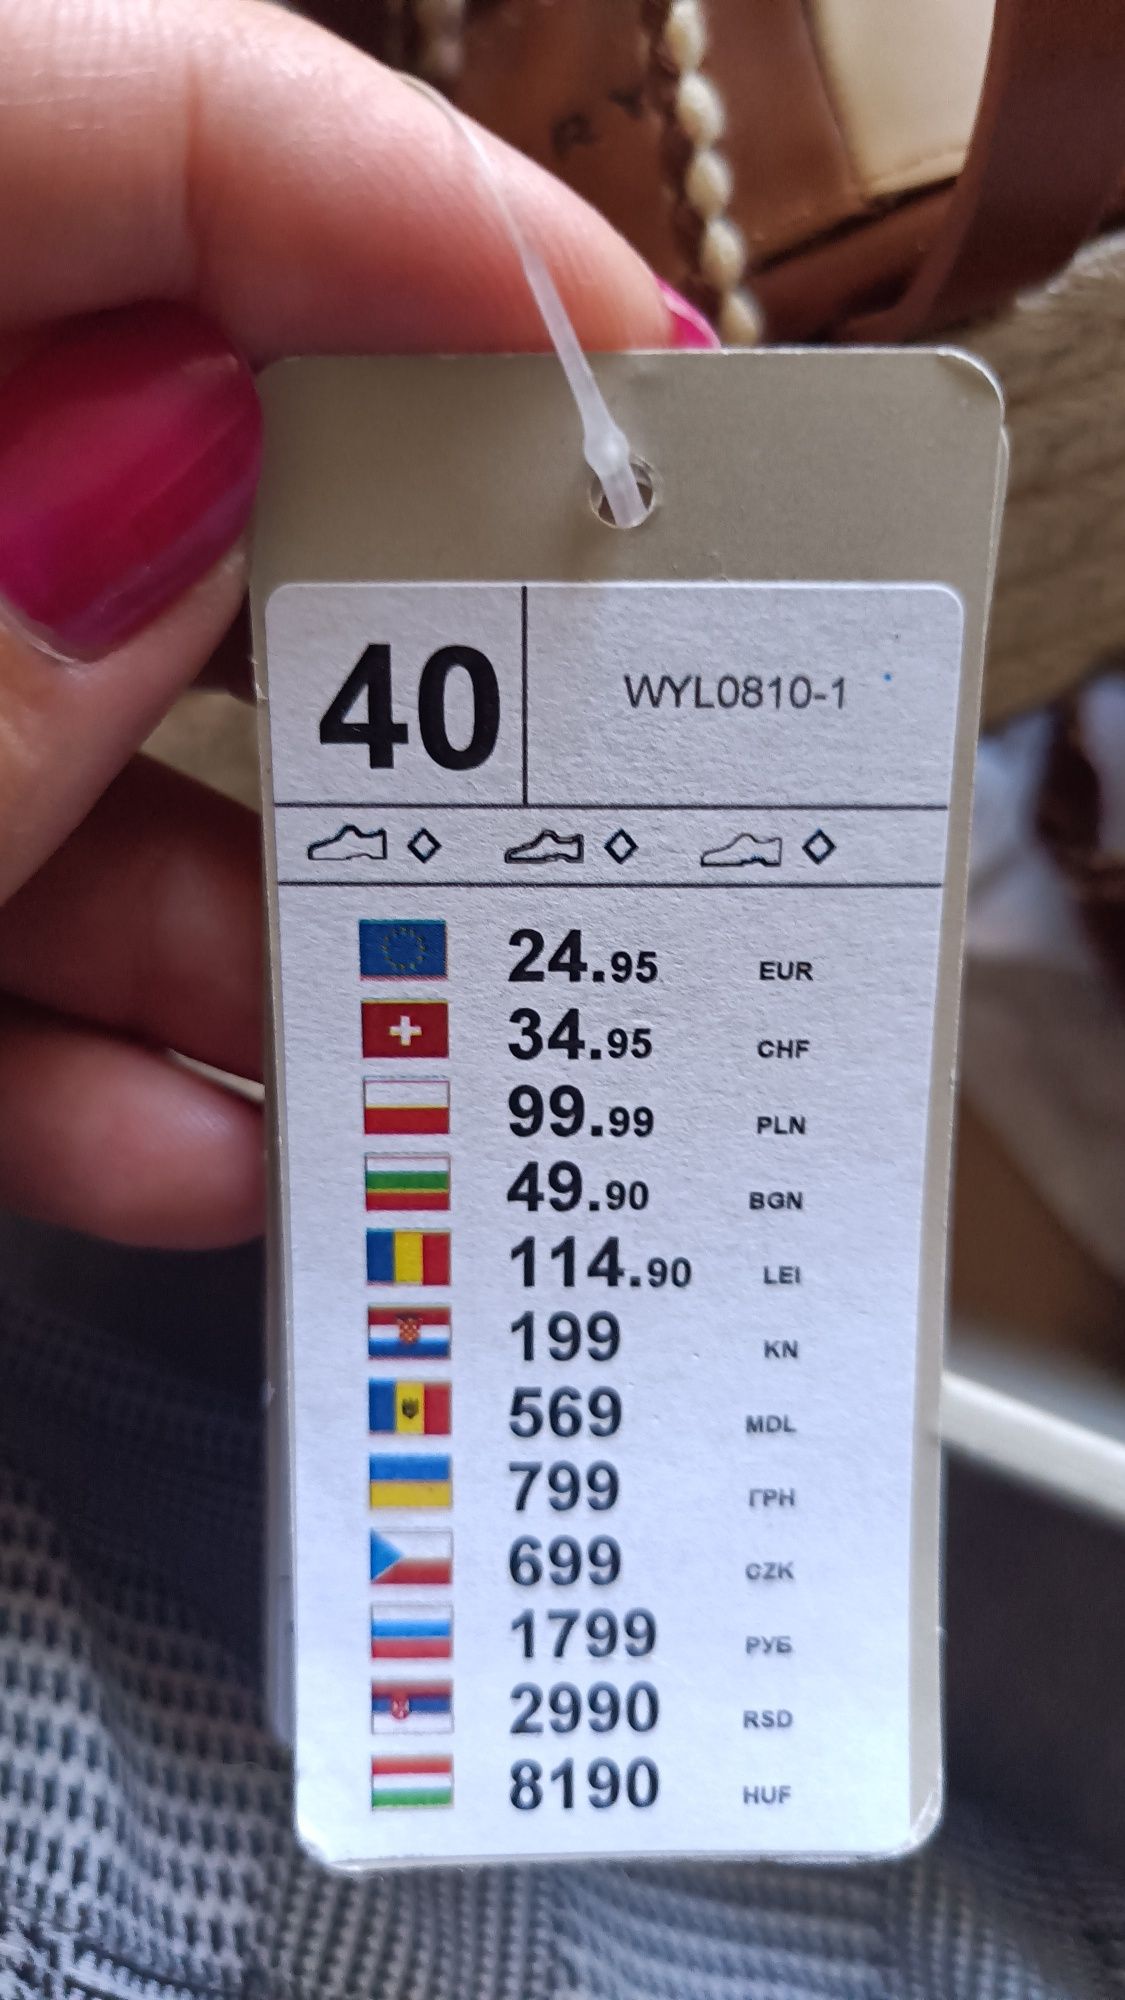 R Y
40
WYL0810-1
24.95 EUR
34.95 CHF
99.99 PLN
49.90 BGN
114.90 LEI
199 KN
569 MDL
799 ГРН
699 CZK
1799 РУБ
2990 RSD
8190 HUF